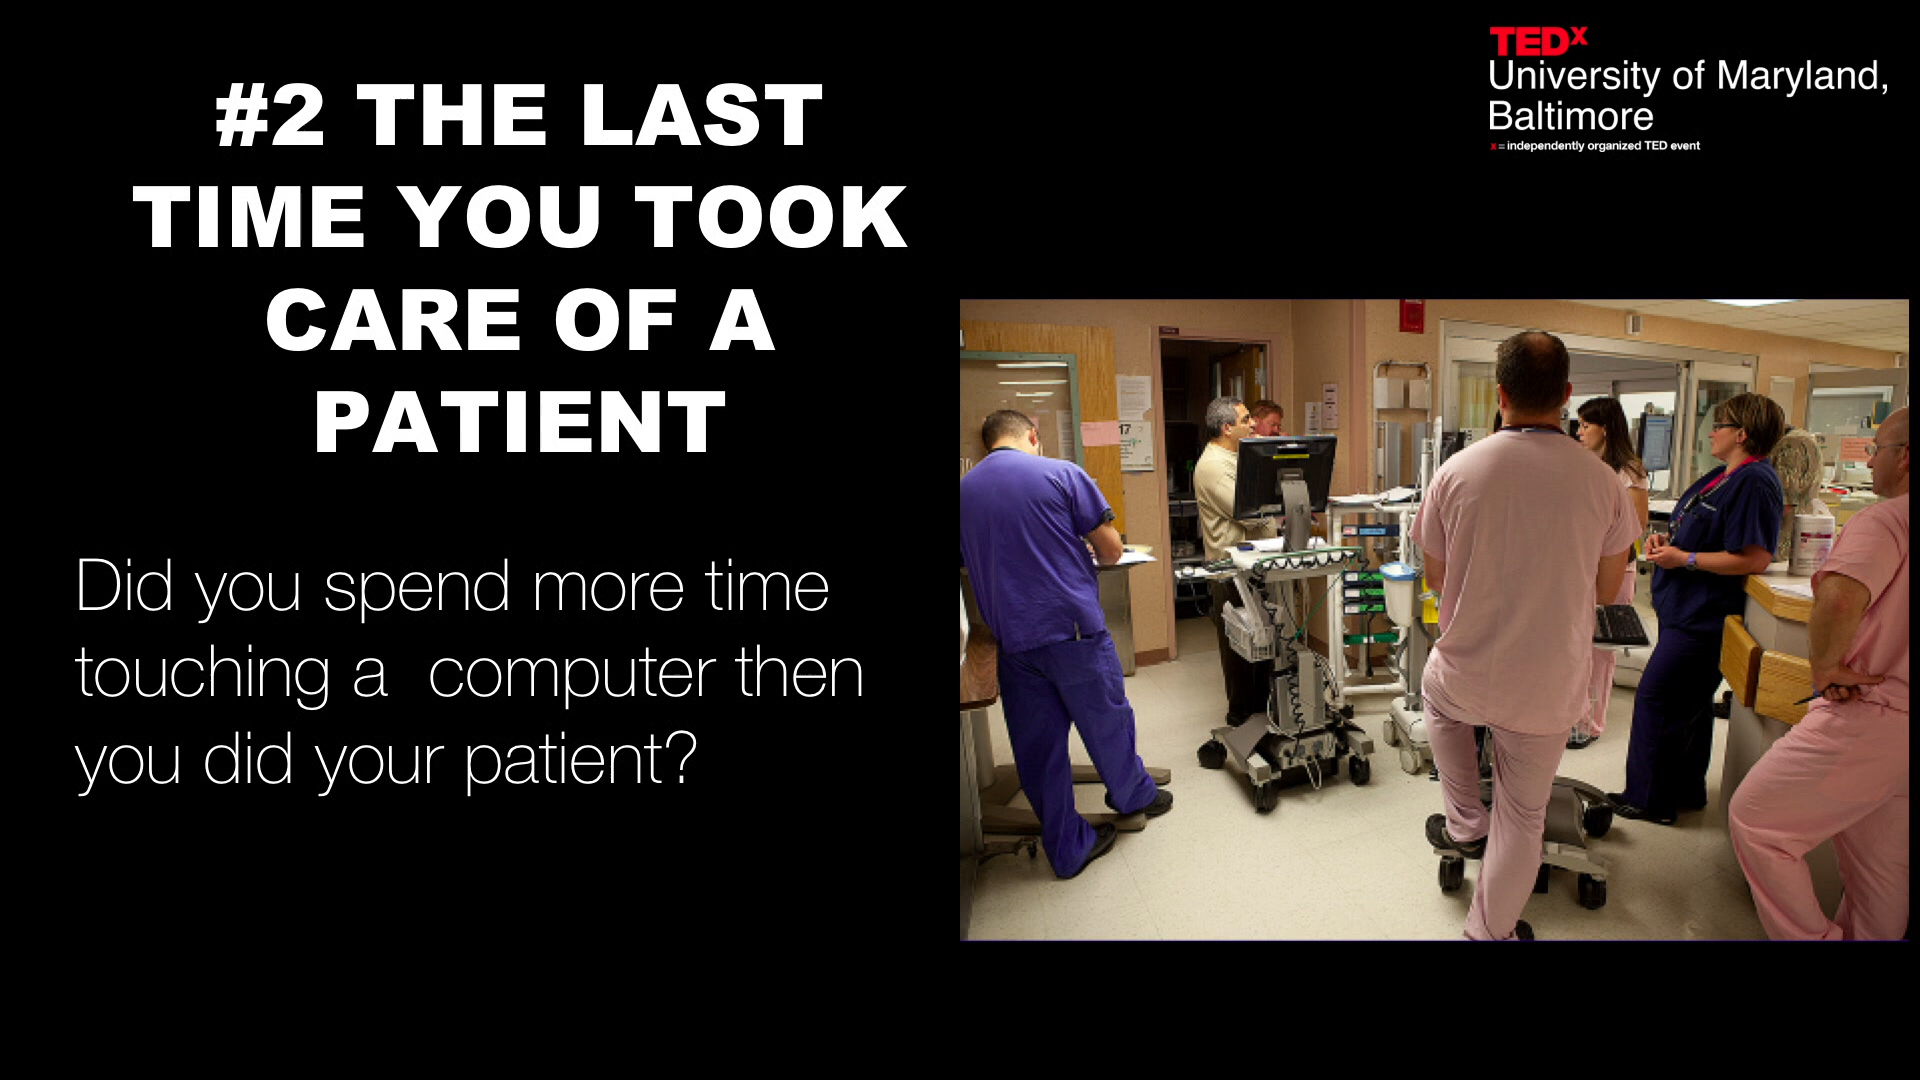 TEDx
University of Maryland,
Baltimore
x = independently organized TED event
#2 THE LAST
TIME YOU TOOK
CARE OF A
PATIENT
Did you spend more time
touching a  computer then
you did your patient?
17